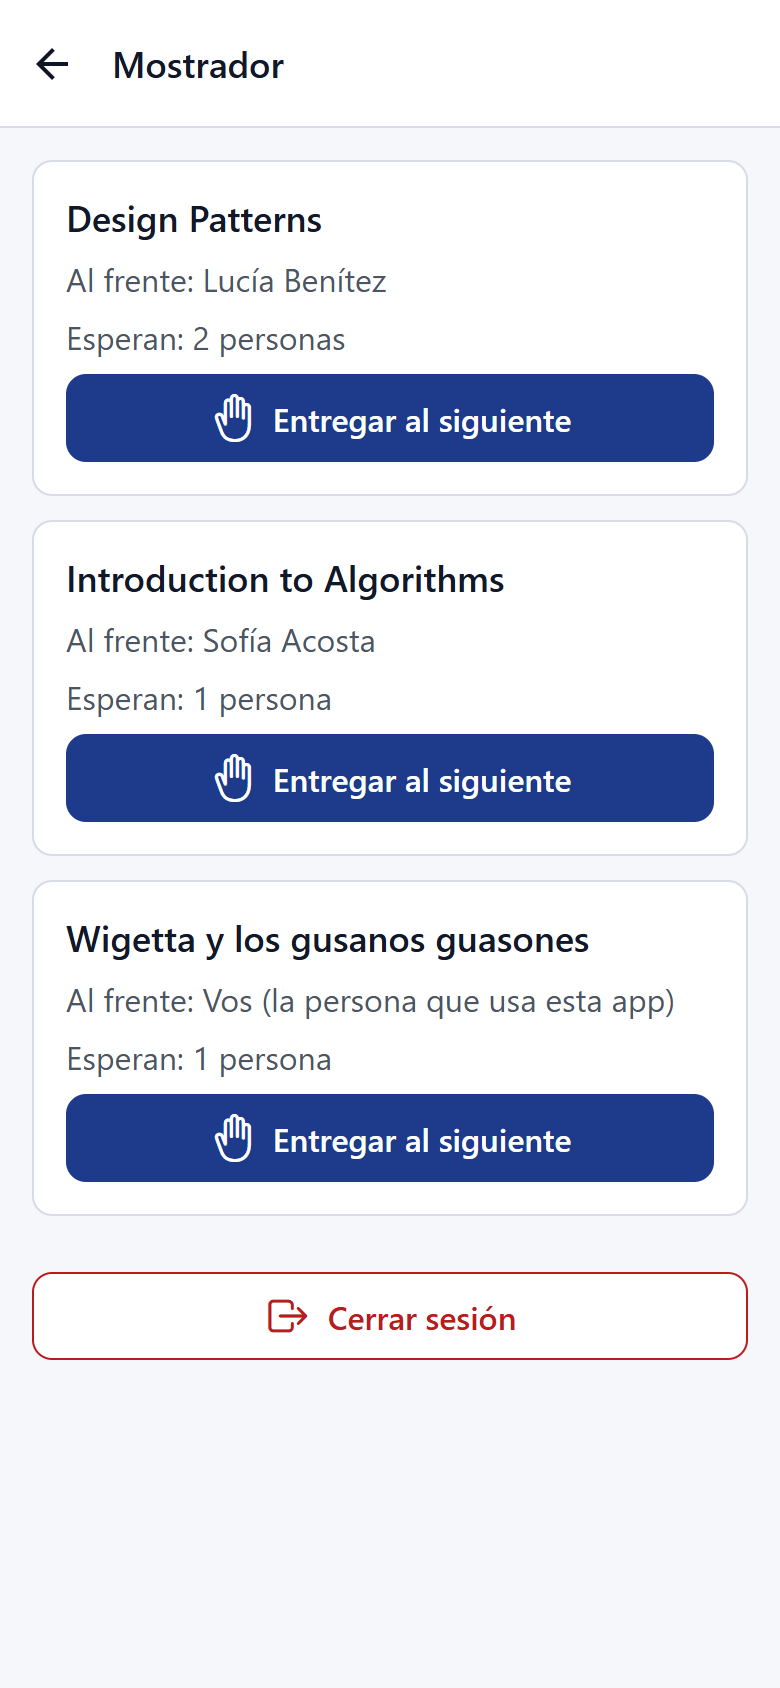 Mostrador
Design Patterns
Al frente: Lucía Benítez
Esperan: 2 personas
Entregar al siguiente
Introduction to Algorithms
Al frente: Sofía Acosta
Esperan: 1 persona
Entregar al siguiente
Wigetta y los gusanos guasones
Al frente: Vos (la persona que usa esta app)
Esperan: 1 persona
Entregar al siguiente
Cerrar sesión